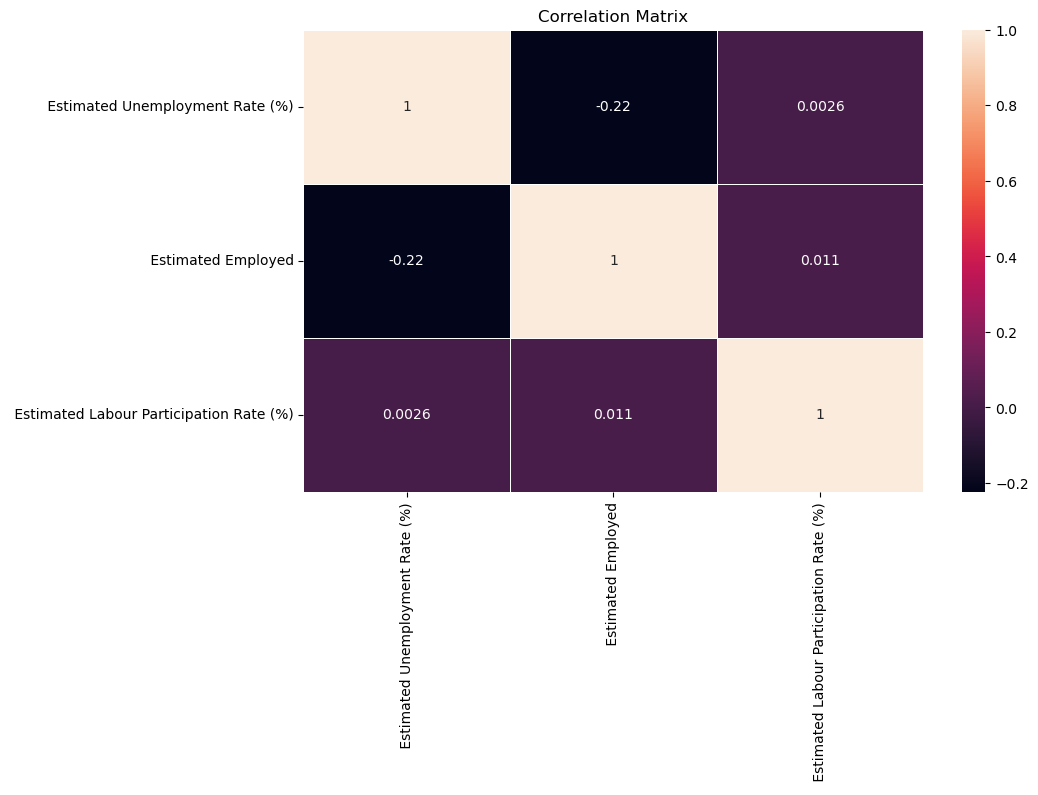 Correlation Matrix
Estimated Unemployment Rate (%)
1
-0.22
0.0026
Estimated Employed
-0.22
1
0.011
Estimated Labour Participation Rate (%)
0.0026
0.011
1
Estimated Unemployment Rate (%)
Estimated Employed
Estimated Labour Participation Rate (%)
1.0
0.8
0.6
0.4
0.2
0.0
−0.2